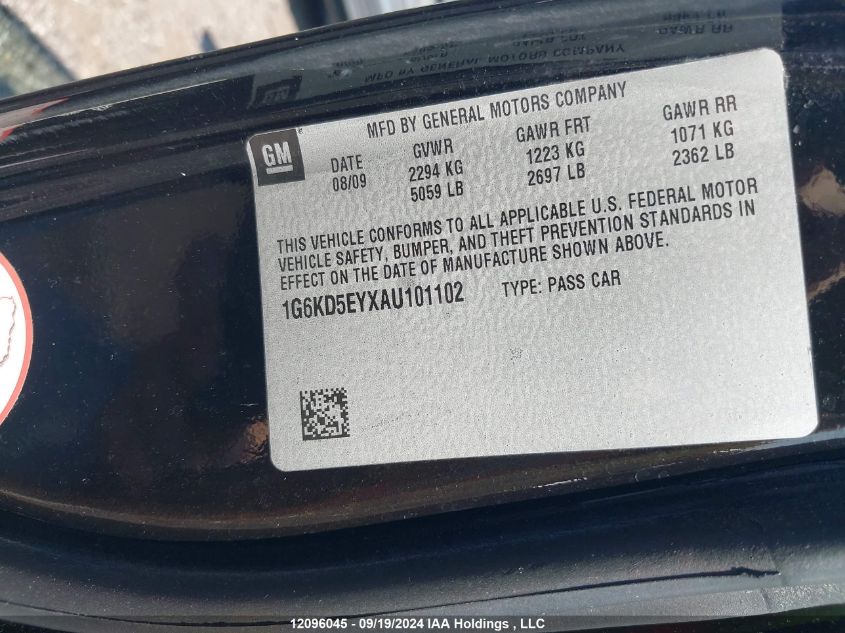 MFD BY GENERAL MOTORS COMPANY
GM
DATE GVWR GAWR FRT GAWR RR
08/09 2294 KG 1223 KG 1071 KG
5059 LB 2697 LB 2362 LB
THIS VEHICLE CONFORMS TO ALL APPLICABLE U.S. FEDERAL MOTOR
VEHICLE SAFETY, BUMPER, AND THEFT PREVENTION STANDARDS IN
EFFECT ON THE DATE OF MANUFACTURE SHOWN ABOVE.
1G6KD5EYXAU101102 TYPE: PASS CAR
12096045 - 09/19/2024 IAA Holdings , LLC